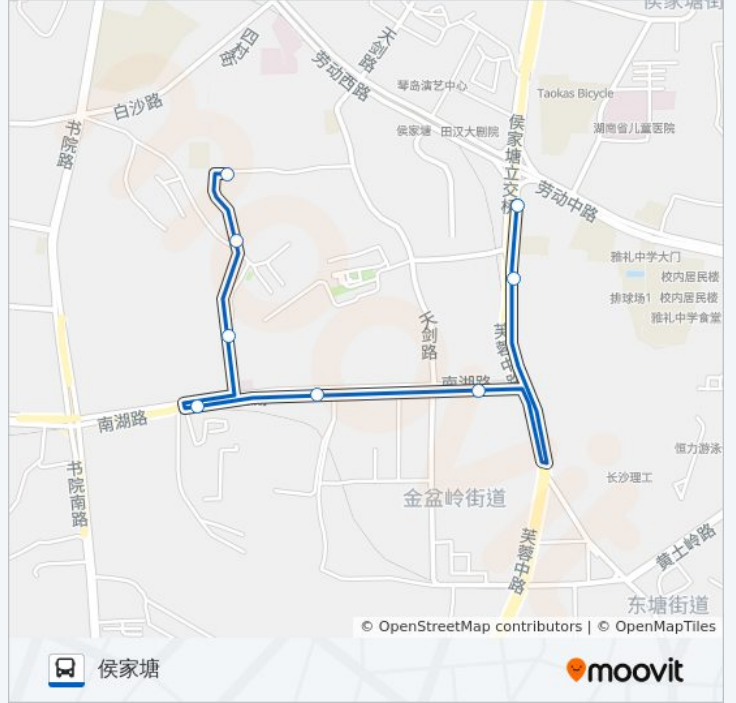 侯家塘街
四村街
天剑路
劳动西路
琴岛演艺中心
Taokas Bicycle
白沙路
书院路
侯家塘
田汉大剧院
湖南省儿童医院
侯家塘立交桥
劳动中路
雅礼中学大门
校内居民楼
排球场1
校内居民楼
雅礼中学食堂
天剑路
芙蓉中路
南湖路
南湖路
恒力游泳
长沙理工
书院南路
金盆岭街道
芙蓉中路
黄土岭路
东塘街道
© OpenStreetMap contributors | © OpenMapTiles
侯家塘
moovit